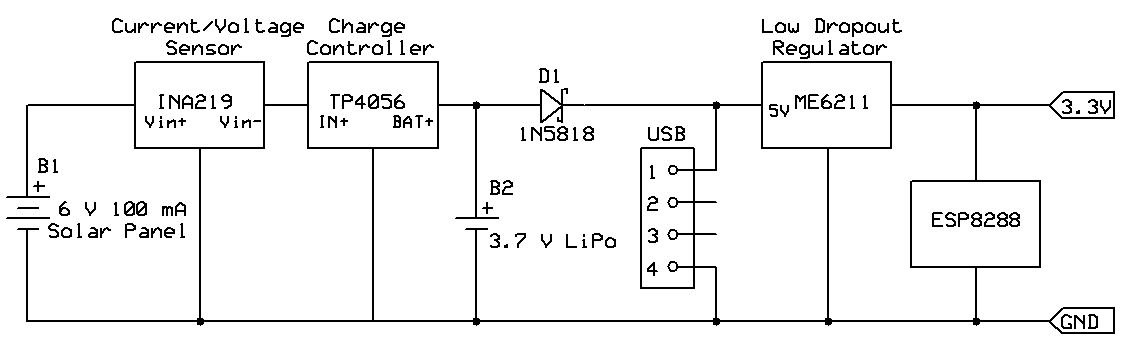 Current/Voltage
Sensor
Charge
Controller
Low Dropout
Regulator
INA219
Vin+ Vin-
TP4056
IN+ BAT+
D1
1N5818
USB
1
2
3
4
5V
ME6211
3.3V
B1
+
6 V 100 mA
Solar Panel
B2
+
3.7 V LiPo
ESP8288
GND